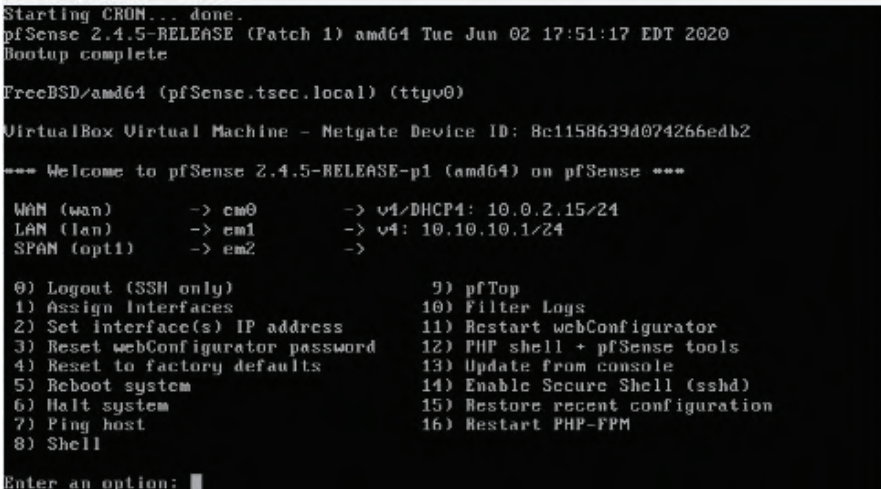 Starting CRON... done.
pfSense 2.4.5-RELEASE (Patch 1) amd64 Tue Jun 02 17:51:17 EDT 2020
Bootup complete
FreeBSD/amd64 (pfSense.tsec.local) (ttyv0)
VirtualBox Virtual Machine - Netgate Device ID: 8c1158639d074266edb2
*** Welcome to pfSense 2.4.5-RELEASE-p1 (amd64) on pfSense ***
WAN (wan) -> em0 -> v4/DHCP4: 10.0.2.15/24
LAN (lan) -> em1 -> v4: 10.10.10.1/24
SPAN (opt1) -> em2 ->
0) Logout (SSH only) 9) pfTop
1) Assign Interfaces 10) Filter Logs
2) Set interface(s) IP address 11) Restart webConfigurator
3) Reset webConfigurator password 12) PHP shell + pfSense tools
4) Reset to factory defaults 13) Update from console
5) Reboot system 14) Enable Secure Shell (sshd)
6) Halt system 15) Restore recent configuration
7) Ping host 16) Restart PHP-FPM
8) Shell
Enter an option: